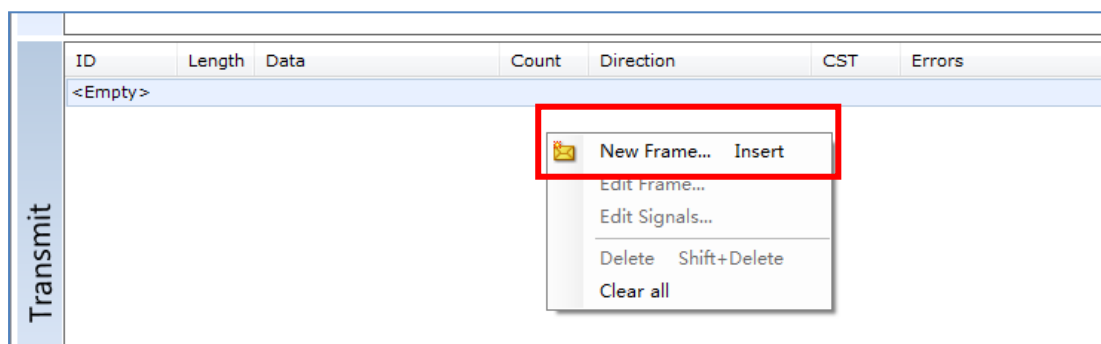 ID Length Data Count Direction CST Errors
<Empty>
New Frame... Insert
Edit Frame...
Edit Signals...
Delete Shift+Delete
Clear all
Transmit